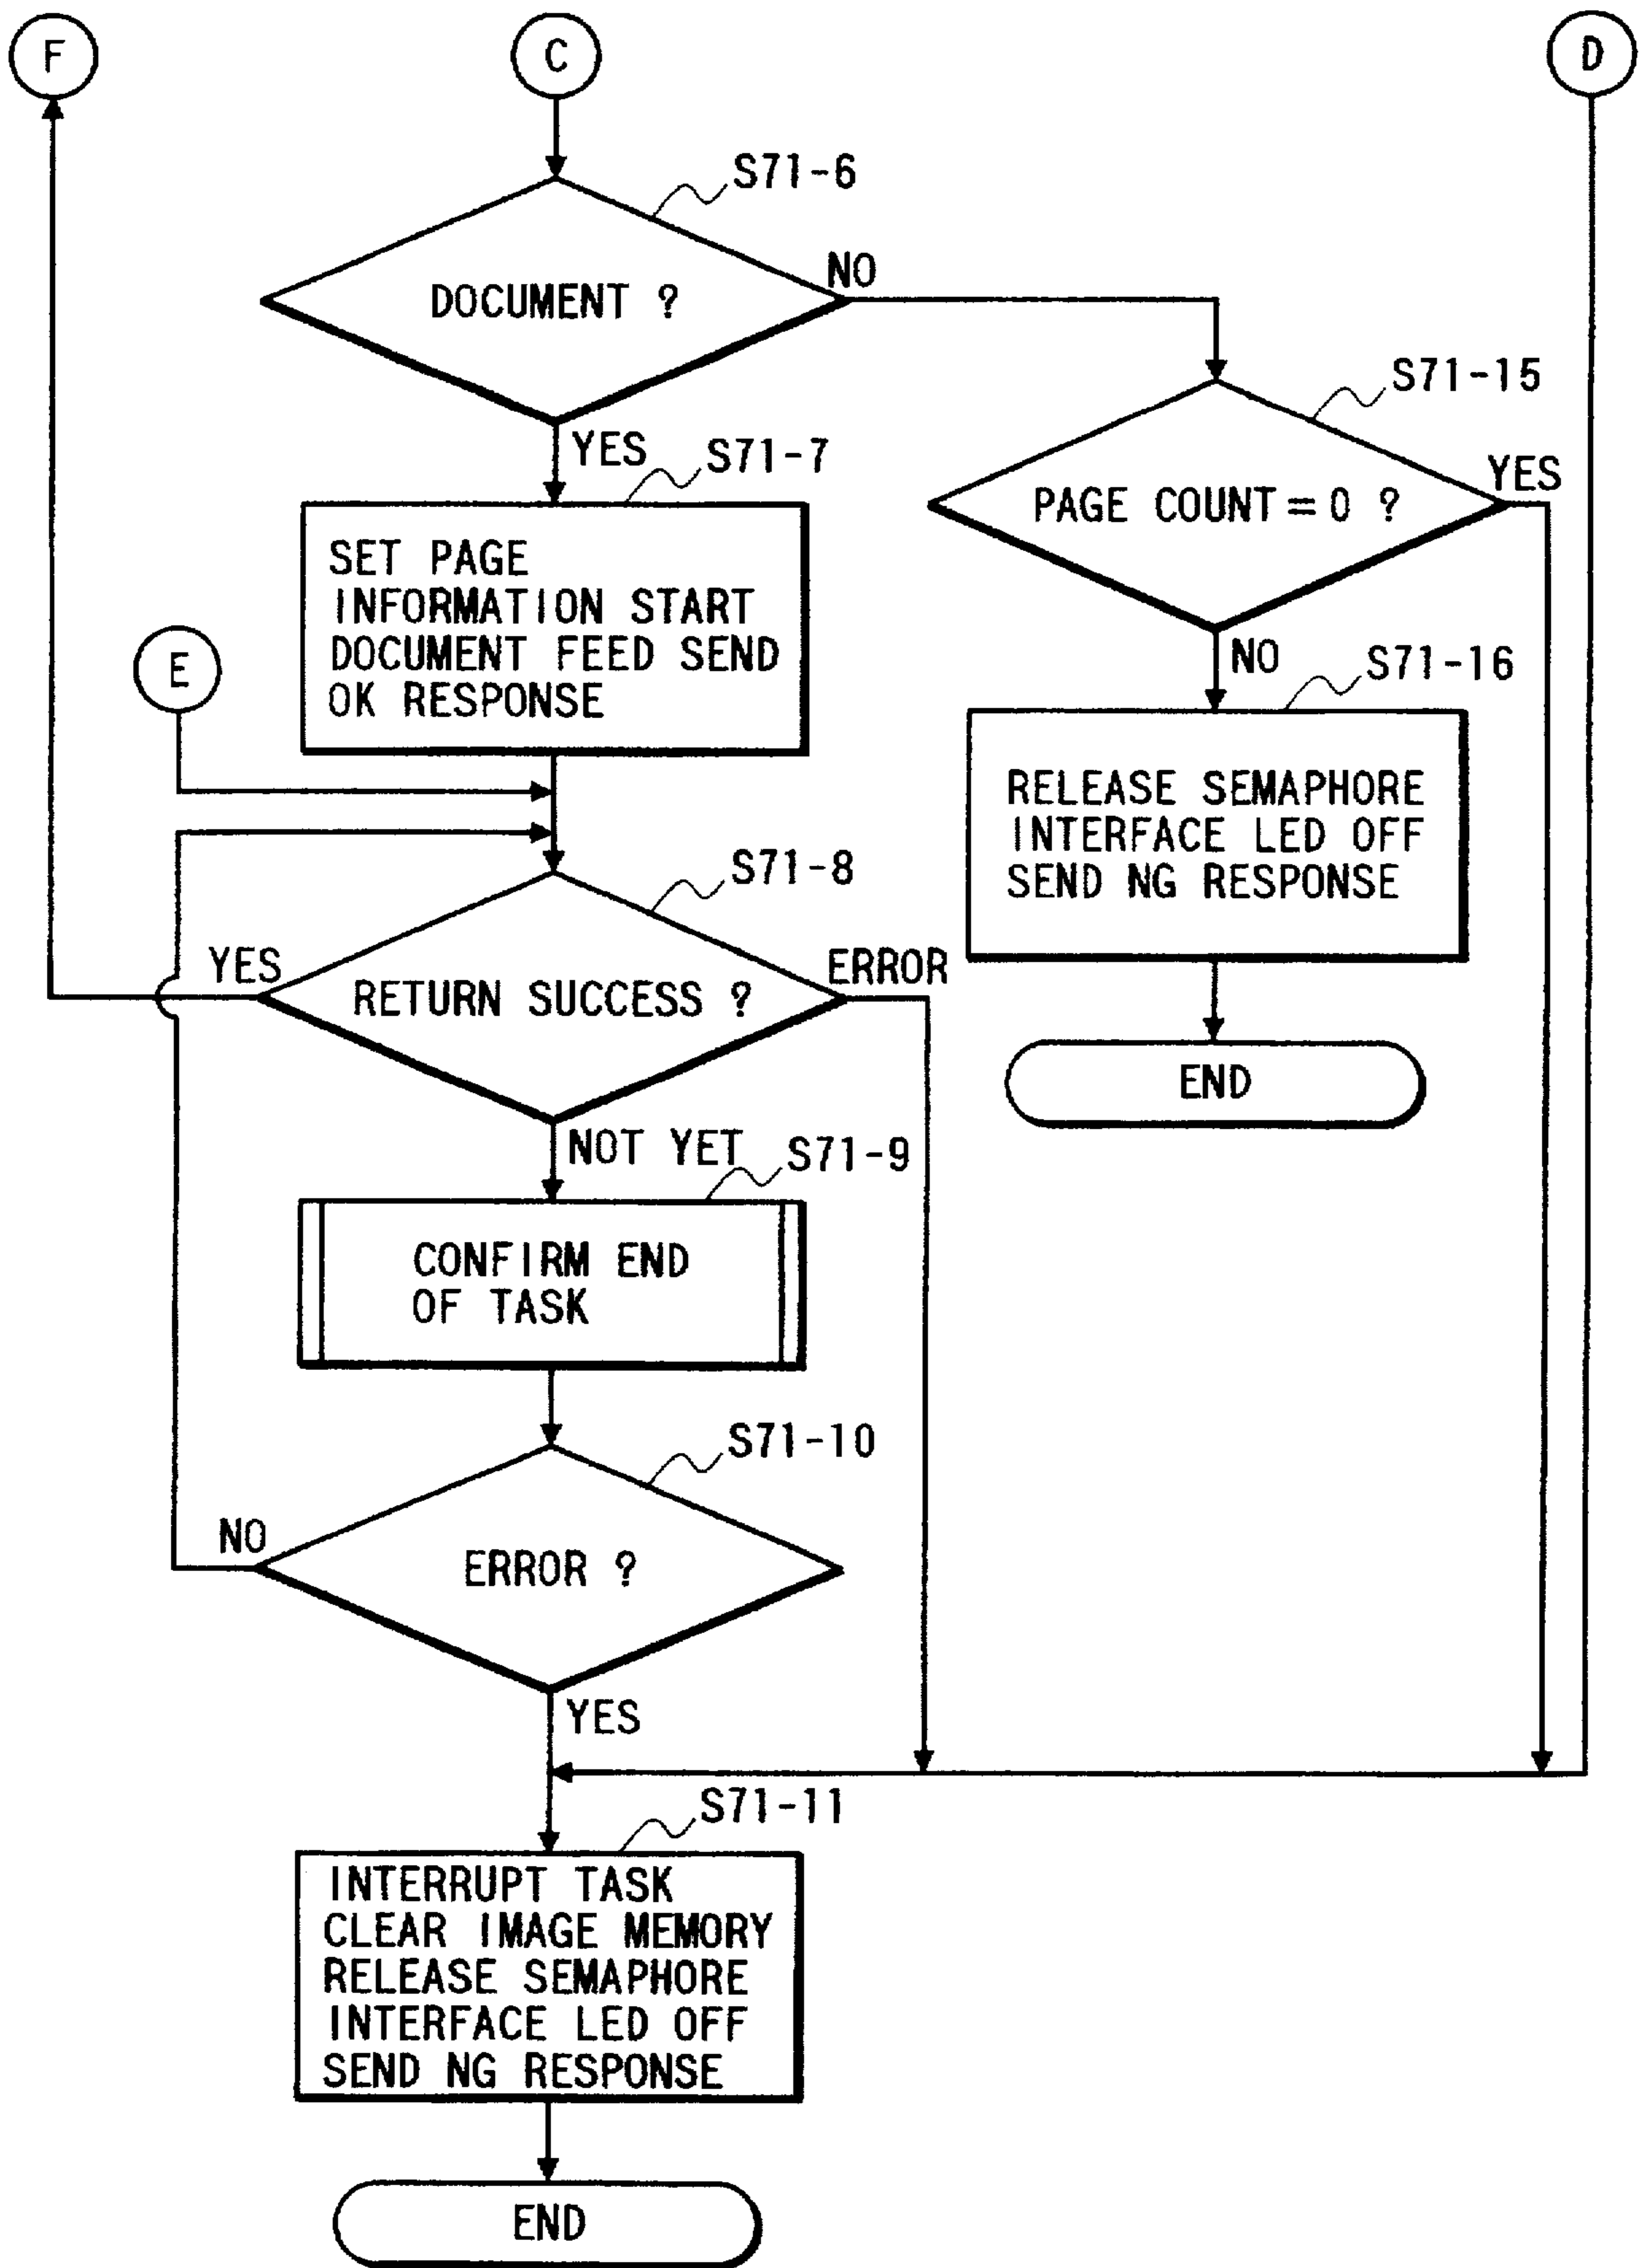 F
C
D
S71-6
DOCUMENT ?
NO
S71-15
YES
S71-7
PAGE COUNT = 0 ?
YES
SET PAGE
INFORMATION START
DOCUMENT FEED SEND
OK RESPONSE
E
NO
S71-16
RELEASE SEMAPHORE
INTERFACE LED OFF
SEND NG RESPONSE
S71-8
YES
RETURN SUCCESS ?
ERROR
END
NOT YET
S71-9
CONFIRM END
OF TASK
S71-10
NO
ERROR ?
YES
S71-11
INTERRUPT TASK
CLEAR IMAGE MEMORY
RELEASE SEMAPHORE
INTERFACE LED OFF
SEND NG RESPONSE
END